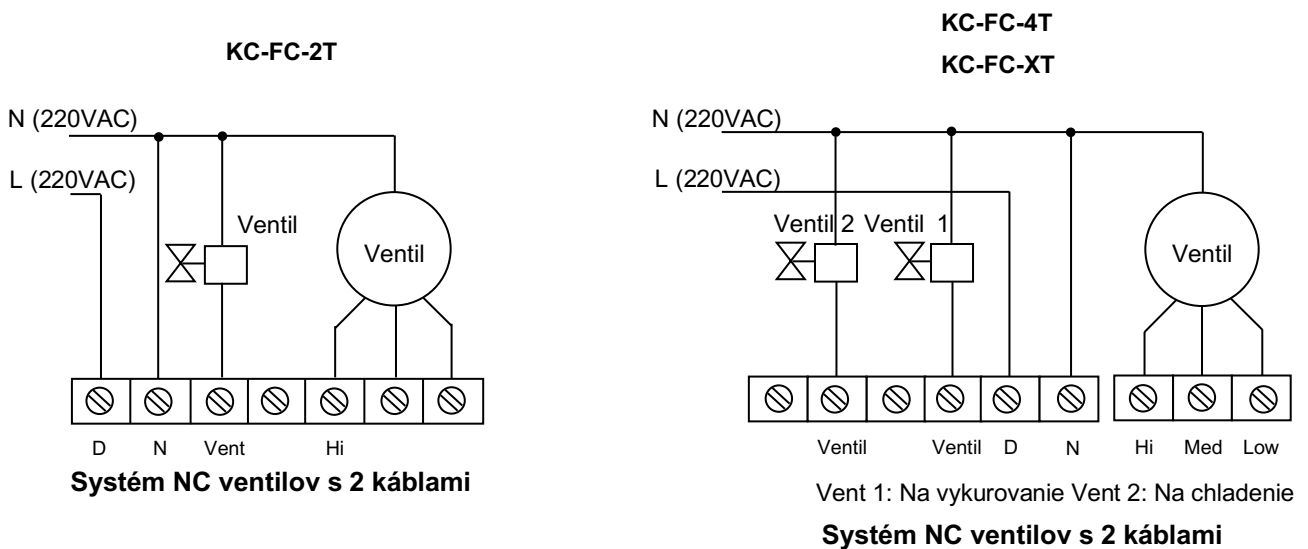 KC-FC-2T
N (220VAC)
L (220VAC)
Ventil
Ventil
D N Vent Hi
Systém NC ventilov s 2 káblami
KC-FC-4T
KC-FC-XT
N (220VAC)
L (220VAC)
Ventil 2 Ventil 1
Ventil
Ventil Ventil D N Hi Med Low
Vent 1: Na vykurovanie Vent 2: Na chladenie
Systém NC ventilov s 2 káblami